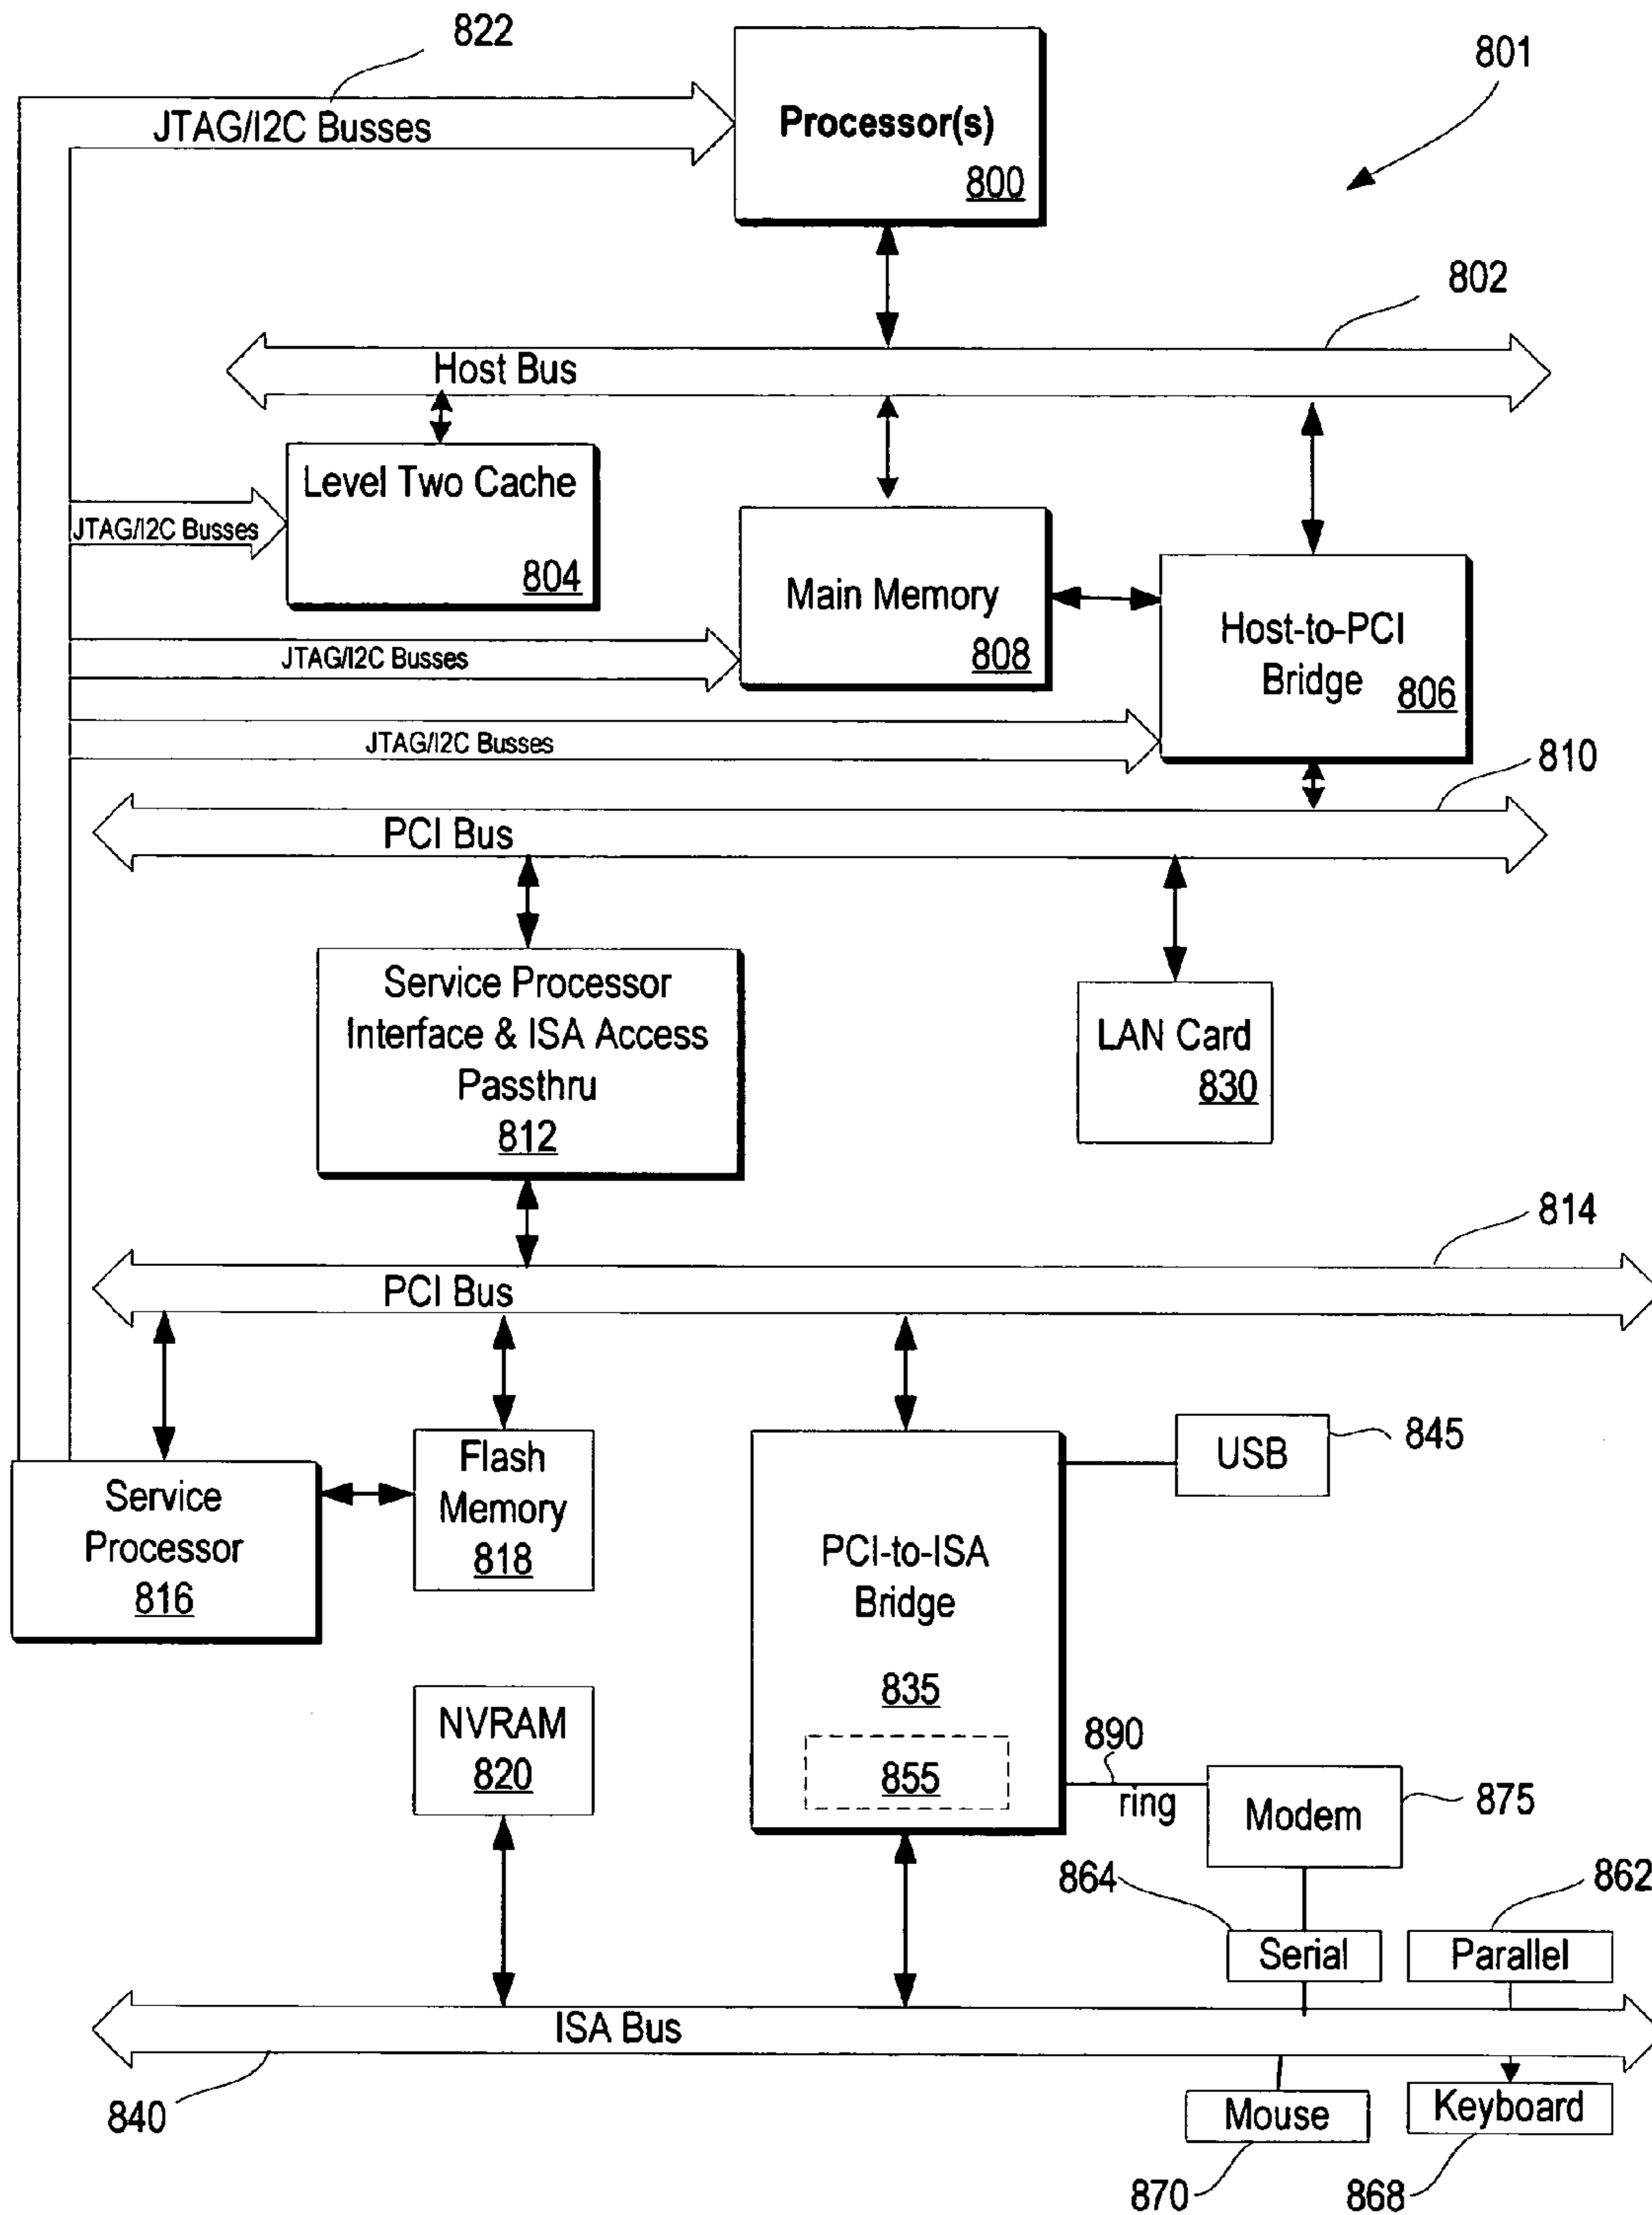 822
801
JTAG/I2C Busses
Processor(s)
800
802
Host Bus
Level Two Cache
804
JTAG/I2C Busses
Main Memory
808
JTAG/I2C Busses
Host-to-PCI
Bridge
806
JTAG/I2C Busses
810
PCI Bus
Service Processor
Interface & ISA Access
Passthru
812
LAN Card
830
814
PCI Bus
Service
Processor
816
Flash
Memory
818
PCI-to-ISA
Bridge
835
855
USB
845
NVRAM
820
890
ring
Modem
875
864
862
Serial
Parallel
ISA Bus
840
Mouse
Keyboard
870
868